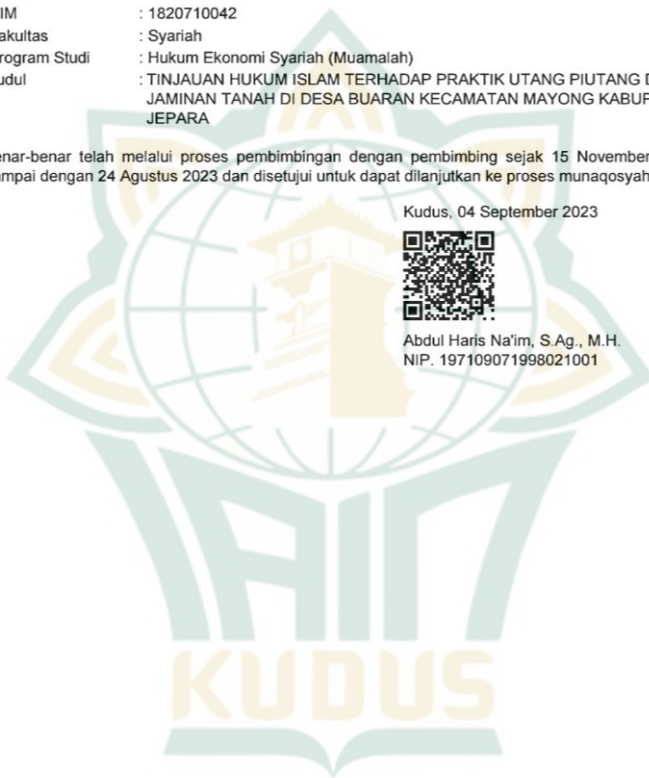 IM : 1820710042
akultas : Syariah
rogram Studi : Hukum Ekonomi Syariah (Muamalah)
udul : TINJAUAN HUKUM ISLAM TERHADAP PRAKTIK UTANG PIUTANG D
JAMINAN TANAH DI DESA BUARAN KECAMATAN MAYONG KABUP
JEPARA
enar-benar telah melalui proses pembimbingan dengan pembimbing sejak 15 November
ampai dengan 24 Agustus 2023 dan disetujui untuk dapat dilanjutkan ke proses munaqosyah
Kudus, 04 September 2023
Abdul Haris Na'im, S.Ag., M.H.
NIP. 197109071998021001
IAIN
KUDUS